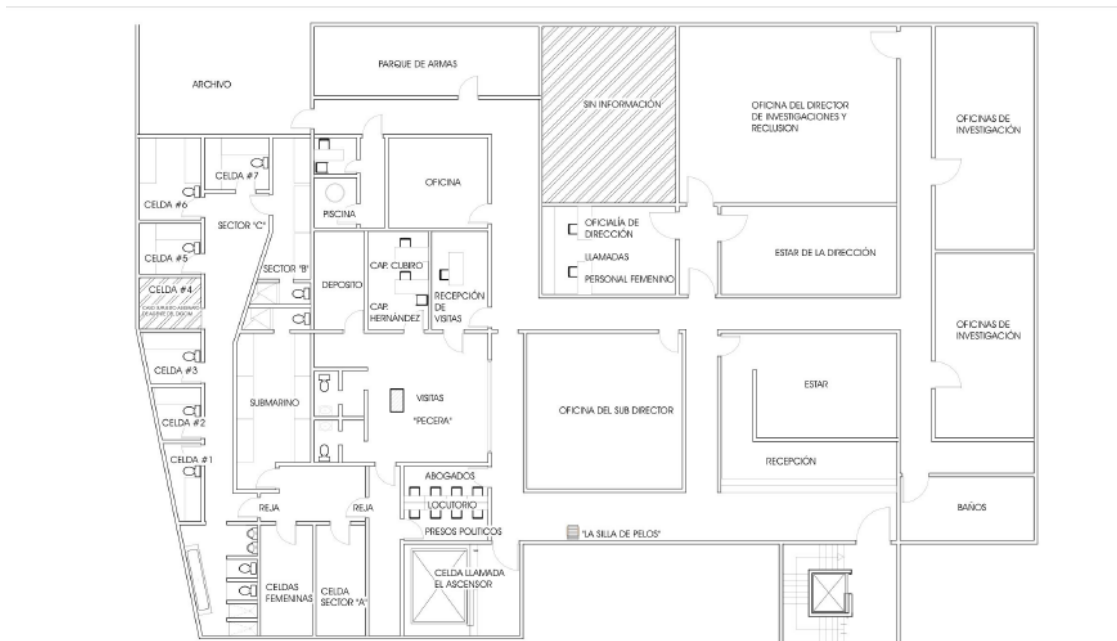 PARQUE DE ARMAS
ARCHIVO
SIN INFORMACIÓN
OFICINA DEL DIRECTOR
DE INVESTIGACIONES Y
RECLUSION
OFICINAS DE
INVESTIGACIÓN
CELDA #7
CELDA #6
OFICINA
PISCINA
SECTOR "C"
OFICIALÍA DE
DIRECCIÓN
LLAMADAS
PERSONAL FEMENINO
ESTAR DE LA DIRECCIÓN
CELDA #5
SECTOR "B"
CAP. CUBIRO
DEPOSITO
CELDA #4
RECEPCIÓN
DE
VISITAS
CAP.
HERNÁNDEZ
OFICINAS DE
INVESTIGACIÓN
CELDA #3
ESTAR
SUBMARINO
VISITAS
"PECERA"
OFICINA DEL SUB DIRECTOR
CELDA #2
CELDA #1
RECEPCIÓN
ABOGADOS
LOCUTORIO
PRESOS POLITICOS
REJA
REJA
BAÑOS
"LA SILLA DE PELOS"
CELDA LLAMADA
EL ASCENSOR
CELDAS
FEMENINAS
CELDA
SECTOR "A"